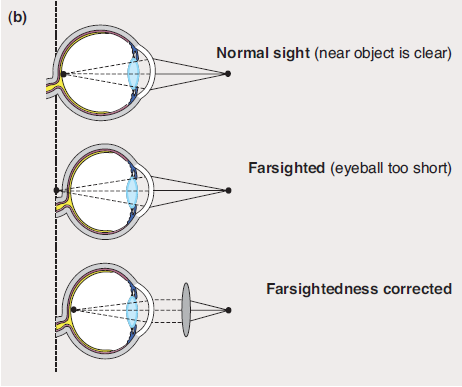 (b)
Normal sight (near object is clear)
Farsighted (eyeball too short)
Farsightedness corrected